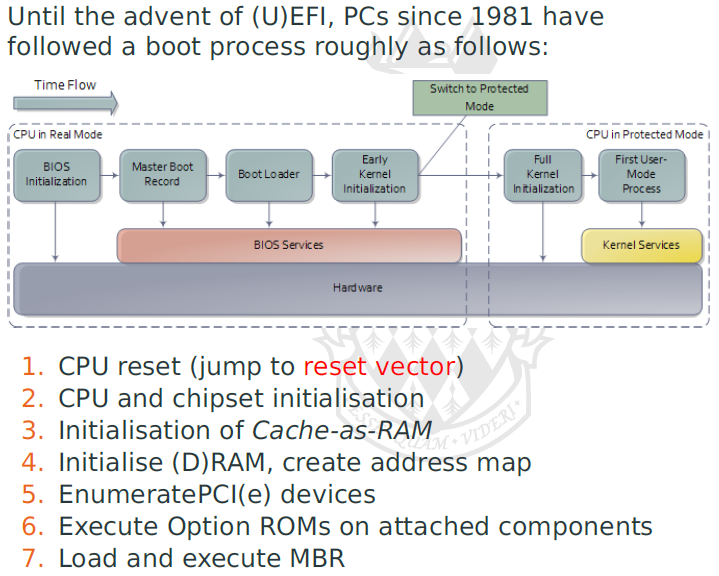 Until the advent of (U)EFI, PCs since 1981 have
followed a boot process roughly as follows:
Time Flow
Switch to Protected
Mode
CPU in Real Mode
CPU in Protected Mode
BIOS
Initialization
Master Boot
Record
Boot Loader
Early
Kernel
Initialization
Full
Kernel
Initialization
First User-
Mode
Process
BIOS Services
Kernel Services
Hardware
1. CPU reset (jump to reset vector)
2. CPU and chipset initialisation
3. Initialisation of Cache-as-RAM
4. Initialise (D)RAM, create address map
5. EnumeratePCI(e) devices
6. Execute Option ROMs on attached components
7. Load and execute MBR
QUAM · VIDERI